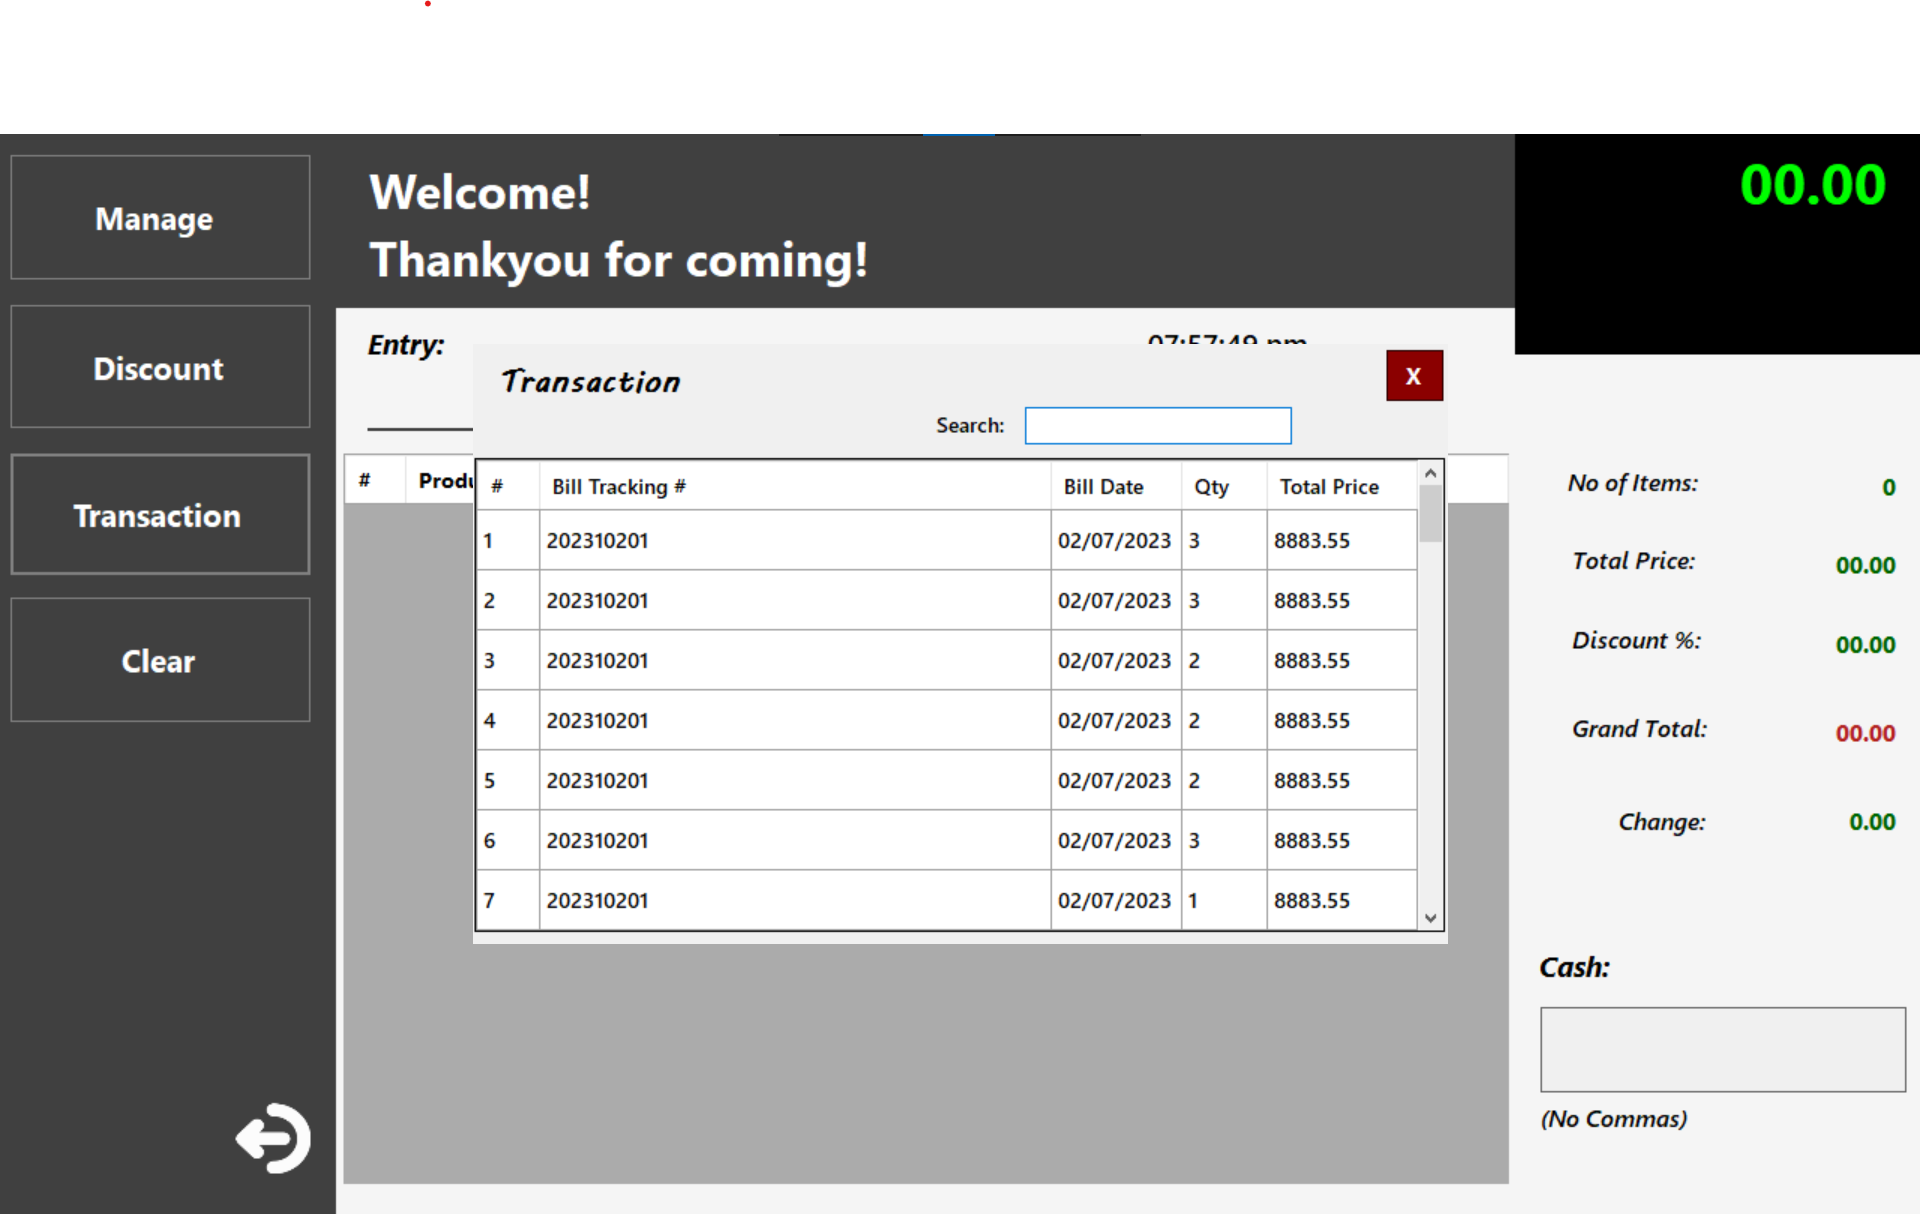 Manage
Discount
Transaction
Clear
Welcome!
Thankyou for coming!
00.00
Entry:
07:57:49 pm
Transaction
X
Search:
#
# Bill Tracking # Bill Date Qty Total Price
1 202310201 02/07/2023 3 8883.55
2 202310201 02/07/2023 3 8883.55
3 202310201 02/07/2023 2 8883.55
4 202310201 02/07/2023 2 8883.55
5 202310201 02/07/2023 2 8883.55
6 202310201 02/07/2023 3 8883.55
7 202310201 02/07/2023 1 8883.55
No of Items: 0
Total Price: 00.00
Discount %: 00.00
Grand Total: 00.00
Change: 0.00
Cash:
(No Commas)